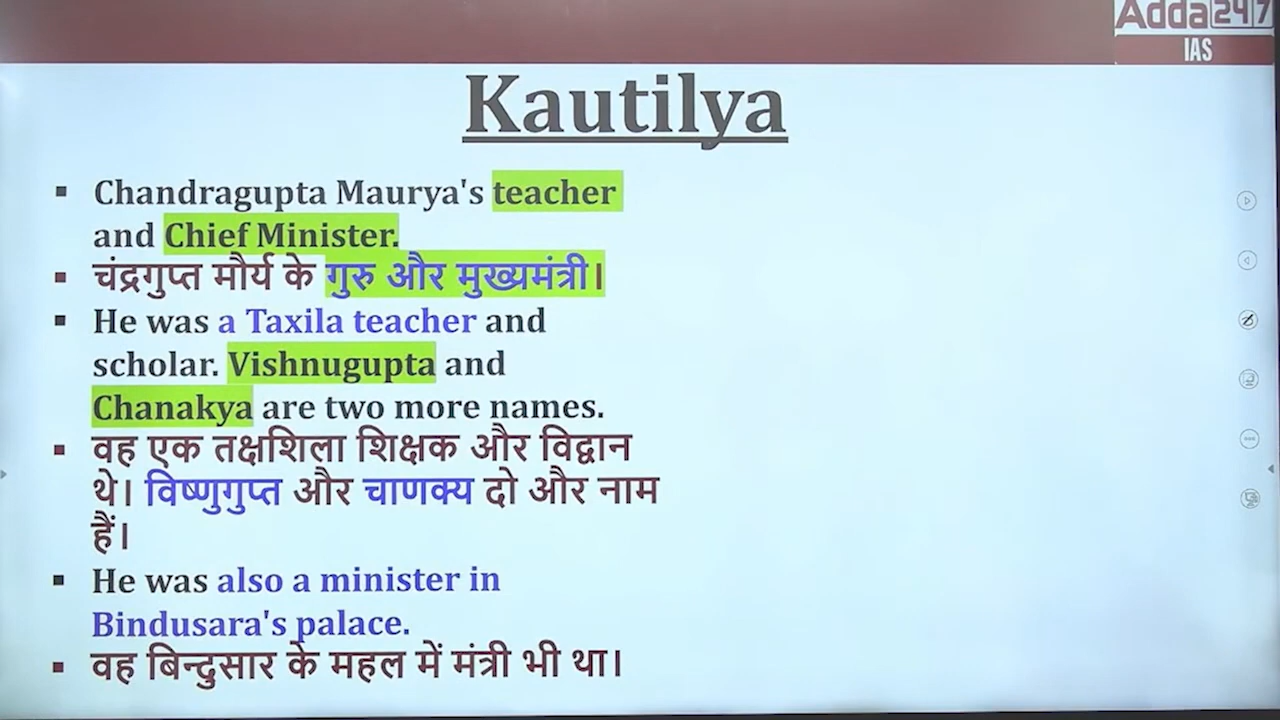 Adda247
IAS
Kautilya
▪ Chandragupta Maurya's teacher
and Chief Minister.
▪ चंद्रगुप्त मौर्य के गुरु और मुख्यमंत्री।
▪ He was a Taxila teacher and
scholar. Vishnugupta and
Chanakya are two more names.
▪ वह एक तक्षशिला शिक्षक और विद्वान
थे। विष्णुगुप्त और चाणक्य दो और नाम
हैं।
▪ He was also a minister in
Bindusara's palace.
▪ वह बिन्दुसार के महल में मंत्री भी था।